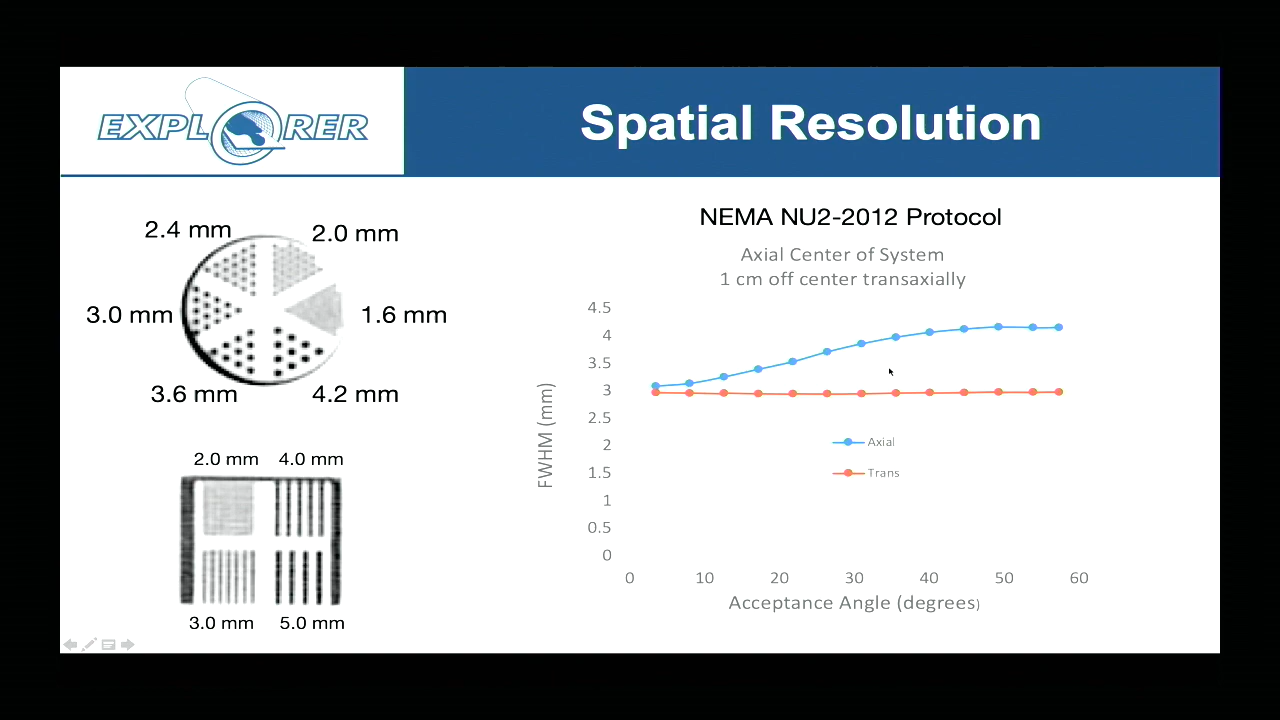 EXPLORER
Spatial Resolution
2.4 mm
2.0 mm
3.0 mm
1.6 mm
3.6 mm
4.2 mm
2.0 mm
4.0 mm
3.0 mm
5.0 mm
NEMA NU2-2012 Protocol
Axial Center of System
1 cm off center transaxially
4.5
4
3.5
3
2.5
2
1.5
1
0.5
0
FWHM (mm)
Axial
Trans
0 10 20 30 40 50 60
Acceptance Angle (degrees)